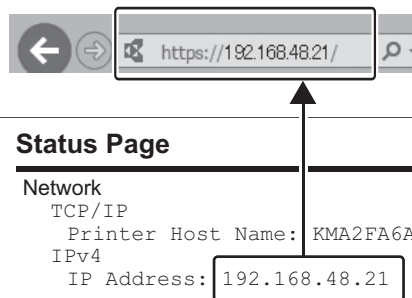 https://192.168.48.21/
Status Page
Network
TCP/IP
Printer Host Name: KMA2FA6A
IPv4
IP Address: 192.168.48.21